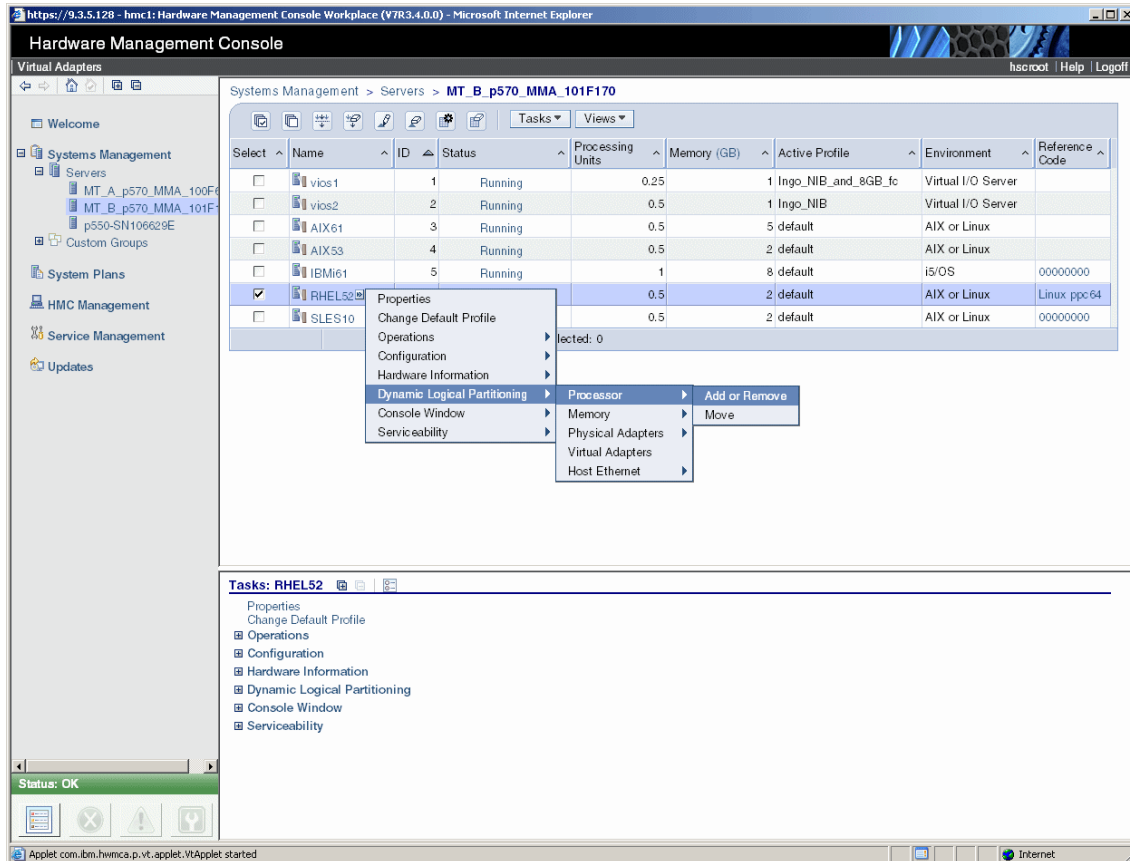 https://9.3.5.128 - hmc1: Hardware Management Console Workplace (V7R3.4.0.0) - Microsoft Internet Explorer
Hardware Management Console
Virtual Adapters
hscroot | Help | Logoff
Welcome
Systems Management
Servers
MT_A_p570_MMA_100F6
MT_B_p570_MMA_101F1
p550-SN106629E
Custom Groups
System Plans
HMC Management
Service Management
Updates
Status: OK
Systems Management > Servers > MT_B_p570_MMA_101F170
Tasks Views
Select Name ID Status Processing Units Memory (GB) Active Profile Environment Reference Code
vios1 1 Running 0.25 1 Ingo_NIB_and_8GB_fc Virtual I/O Server
vios2 2 Running 0.5 1 Ingo_NIB Virtual I/O Server
AIX61 3 Running 0.5 5 default AIX or Linux
AIX53 4 Running 0.5 2 default AIX or Linux
IBMi61 5 Running 1 8 default i5/OS 00000000
RHEL52 0.5 2 default AIX or Linux Linux ppc64
SLES10 0.5 2 default AIX or Linux 00000000
lected: 0
Properties
Change Default Profile
Operations
Configuration
Hardware Information
Dynamic Logical Partitioning
Console Window
Serviceability
Processor
Memory
Physical Adapters
Virtual Adapters
Host Ethernet
Add or Remove
Move
Tasks: RHEL52
Properties
Change Default Profile
Operations
Configuration
Hardware Information
Dynamic Logical Partitioning
Console Window
Serviceability
Applet com.ibm.hwmca.p.vt.applet.VtApplet started
Internet